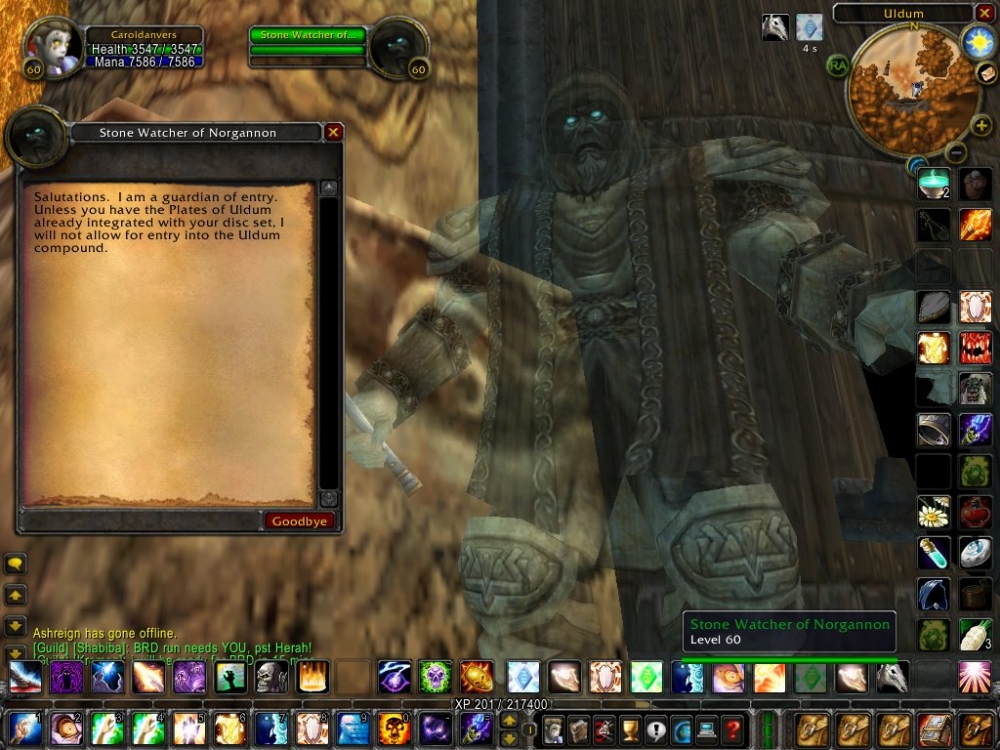 Caroldanvers
Health 3547 / 3547
Mana 7586 / 7586
60
Stone Watcher of...
60
4 s
RA
Uldum
N
Stone Watcher of Norgannon
Salutations. I am a guardian of entry.
Unless you have the Plates of Uldum
already integrated with your disc set, I
will not allow for entry into the Uldum
compound.
Goodbye
2
3
Ashreign has gone offline.
[Guild] [Shabiba]: BRD run needs YOU, pst Herah!
Stone Watcher of Norgannon
Level 60
XP 201 / 217400